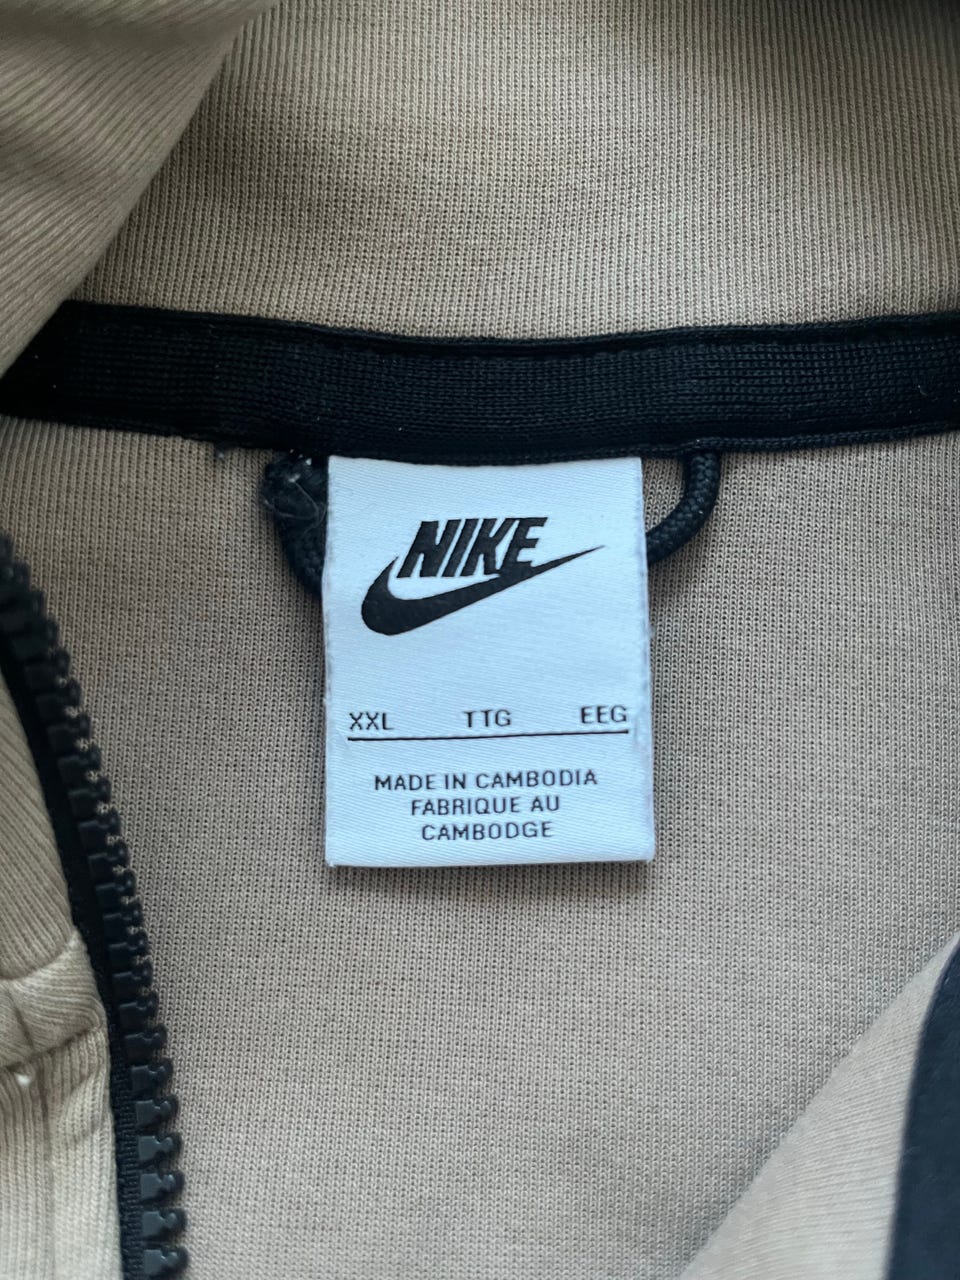 NIKE
XXL TTG EEG
MADE IN CAMBODIA
FABRIQUE AU
CAMBODGE